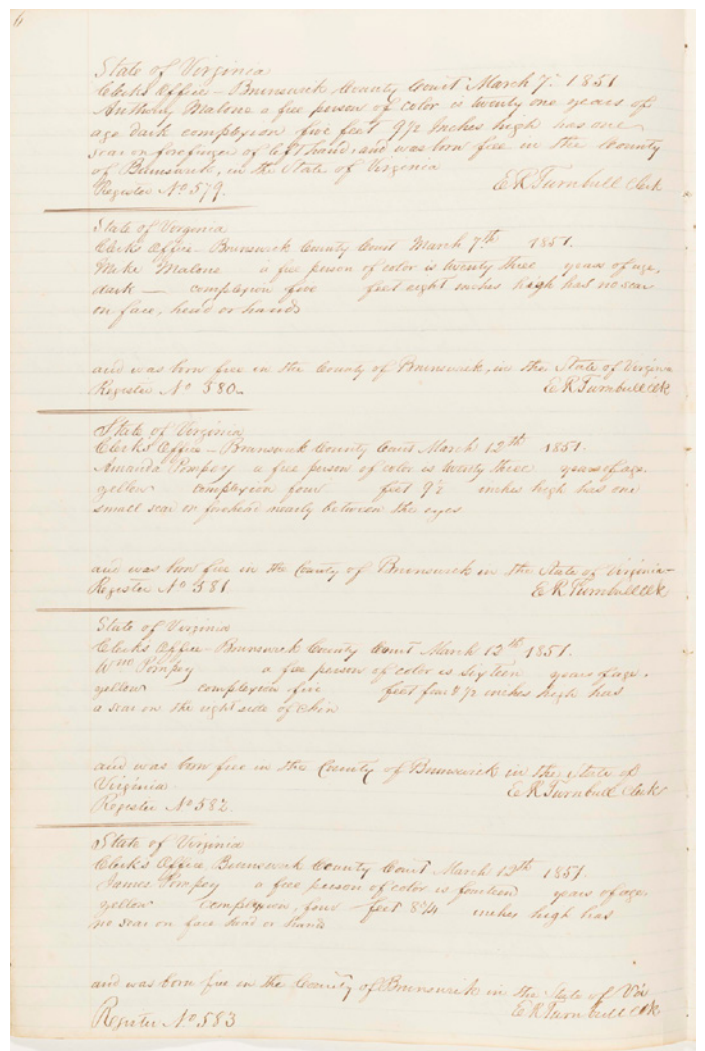 6
State of Virginia
Clerks Office - Brunswick County Court March 7th 1851
Anthony Malone a free person of color is twenty one years of
age dark complexion five feet 9 1/2 Inches high has one
scar on forefinger of left hand, and was born free in the County
of Brunswick, in the State of Virginia
Register No 579. E R Turnbull Clerk
State of Virginia
Clerks Office - Brunswick County Court March 7th 1851.
Mike Malone a free person of color is twenty three years of age,
dark — complexion five feet eight inches high has no scar
on face, head or hands
and was born free in the County of Brunswick, in the State of Virginia
Register No 580- E R Turnbull Clk
State of Virginia
Clerks Office - Brunswick County Court March 12th 1851.
Amanda Pompey a free person of color is twenty three years of age.
yellow complexion four feet 9 1/2 inches high has one
small scar in forehead nearly between the eyes
and was born free in the County of Brunswick in the State of Virginia-
Register No 581 E R Turnbull Clk
State of Virginia
Clerks Office - Brunswick County Court March 12th 1851.
Wm Pompey a free person of color is Sixteen years of age.
yellow complexion five feet four & 1/2 inches high has
a scar on the right side of Chin
and was born free in the County of Brunswick in the State of
Virginia. E R Turnbull Clerk
Register No 582.
State of Virginia
Clerks Office, Brunswick County Court March 12th 1851.
James Pompey a free person of color is fourteen years of age.
yellow complexion, four feet 8 3/4 inches high has
no scar on face head or hands
and was born free in the County of Brunswick in the State of Va
Register No 583 E R Turnbull Clk